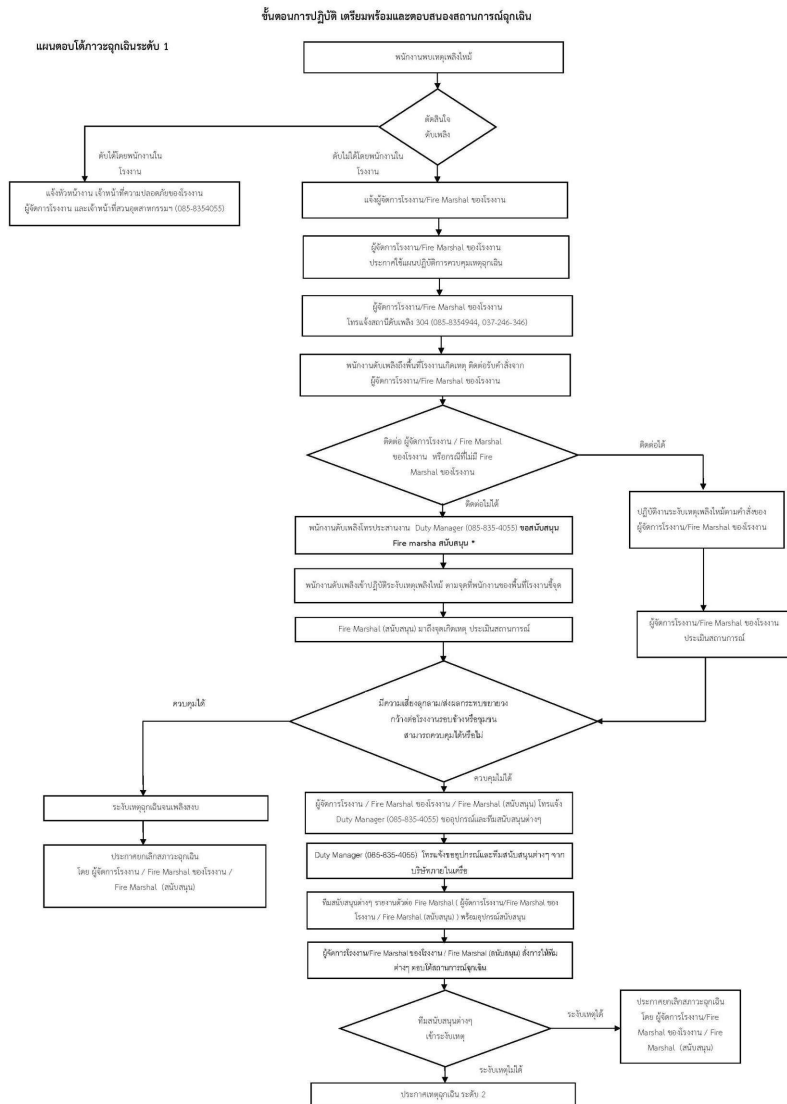 ขั้นตอนการปฏิบัติ เตรียมพร้อมและตอบสนองสถานการณ์ฉุกเฉิน
แผนตอบโต้ภาวะฉุกเฉินระดับ 1
พนักงานพบเหตุเพลิงไหม้
ตัดสินใจ
ดับเพลิง
ดับได้โดยพนักงานใน
โรงงาน
ดับไม่ได้โดยพนักงานใน
โรงงาน
แจ้งหัวหน้างาน เจ้าหน้าที่ความปลอดภัยของโรงงาน
ผู้จัดการโรงงาน และเจ้าหน้าที่สวนอุตสาหกรรมฯ (085-8354055)
แจ้งผู้จัดการโรงงาน/Fire Marshal ของโรงงาน
ผู้จัดการโรงงาน/Fire Marshal ของโรงงาน
ประกาศใช้แผนปฏิบัติการควบคุมเหตุฉุกเฉิน
ผู้จัดการโรงงาน/Fire Marshal ของโรงงาน
โทรแจ้งสถานีดับเพลิง 304 (085-8354944, 037-246-346)
พนักงานดับเพลิงถึงพื้นที่โรงงานเกิดเหตุ ติดต่อรับคำสั่งจาก
ผู้จัดการโรงงาน/Fire Marshal ของโรงงาน
ติดต่อ ผู้จัดการโรงงาน / Fire Marshal
ของโรงงาน หรือกรณีที่ไม่มี Fire
Marshal ของโรงงาน
ติดต่อได้
ติดต่อไม่ได้
ปฏิบัติงานระงับเหตุเพลิงไหม้ตามคำสั่งของ
ผู้จัดการโรงงาน/Fire Marshal ของโรงงาน
พนักงานดับเพลิงโทรประสานงาน Duty Manager (085-835-4055) ขอสนับสนุน
Fire marsha สนับสนุน *
พนักงานดับเพลิงเข้าปฏิบัติระงับเหตุเพลิงไหม้ ตามจุดที่พนักงานของพื้นที่โรงงานชี้จุด
Fire Marshal (สนับสนุน) มาถึงจุดเกิดเหตุ ประเมินสถานการณ์
ผู้จัดการโรงงาน/Fire Marshal ของโรงงาน
ประเมินสถานการณ์
มีความเสี่ยงลุกลาม/ส่งผลกระทบขยายวง
กว้างต่อโรงงานรอบข้างหรือชุมชน
สามารถควบคุมได้หรือไม่
ควบคุมได้
ควบคุมไม่ได้
ระงับเหตุฉุกเฉินจนเพลิงสงบ
ประกาศยกเลิกสภาวะฉุกเฉิน
โดย ผู้จัดการโรงงาน / Fire Marshal ของโรงงาน /
Fire Marshal (สนับสนุน)
ผู้จัดการโรงงาน / Fire Marshal ของโรงงาน / Fire Marshal (สนับสนุน) โทรแจ้ง
Duty Manager (085-835-4055) ขออุปกรณ์และทีมสนับสนุนต่างๆ
Duty Manager (085-835-4055) โทรแจ้งขออุปกรณ์และทีมสนับสนุนต่างๆ จาก
บริษัทภายในเครือ
ทีมสนับสนุนต่างๆ รายงานตัวต่อ Fire Marshal ( ผู้จัดการโรงงาน/Fire Marshal ของ
โรงงาน / Fire Marshal (สนับสนุน) ) พร้อมอุปกรณ์สนับสนุน
ผู้จัดการโรงงาน/Fire Marshal ของโรงงาน / Fire Marshal (สนับสนุน) สั่งการให้ทีม
ต่างๆ ตอบโต้สถานการณ์ฉุกเฉิน
ทีมสนับสนุนต่างๆ
เข้าระงับเหตุ
ระงับเหตุได้
ระงับเหตุไม่ได้
ประกาศยกเลิกสภาวะฉุกเฉิน
โดย ผู้จัดการโรงงาน/Fire
Marshal ของโรงงาน / Fire
Marshal (สนับสนุน)
ประกาศเหตุฉุกเฉิน ระดับ 2